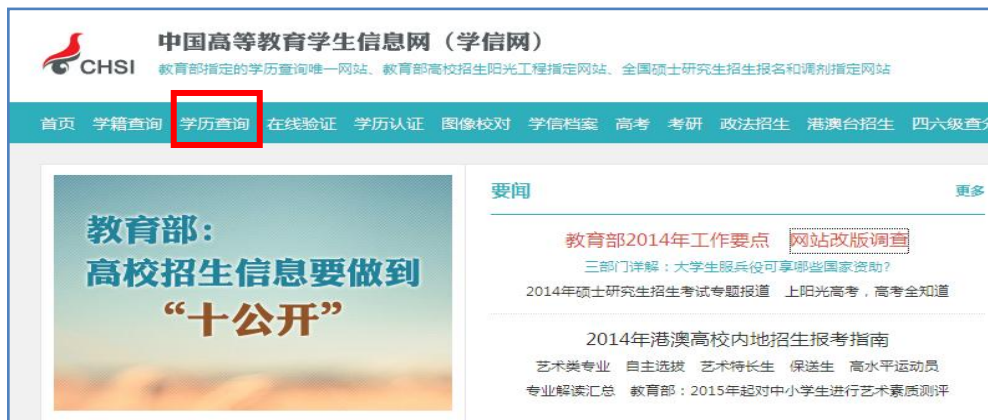 中国高等教育学生信息网（学信网）
CHSI
教育部指定的学历查询唯一网站、教育部高校招生阳光工程指定网站、全国硕士研究生招生报名和调剂指定网站
首页 学籍查询 学历查询 在线验证 学历认证 图像校对 学信档案 高考 考研 政法招生 港澳台招生 四六级查分
教育部：
高校招生信息要做到
“十公开”
要闻 更多
教育部2014年工作要点 网站改版调查
三部门详解：大学生服兵役可享哪些国家资助?
2014年硕士研究生招生考试专题报道 上阳光高考，高考全知道
2014年港澳高校内地招生报考指南
艺术类专业 自主选拔 艺术特长生 保送生 高水平运动员
专业解读汇总 教育部：2015年起对中小学生进行艺术素质测评